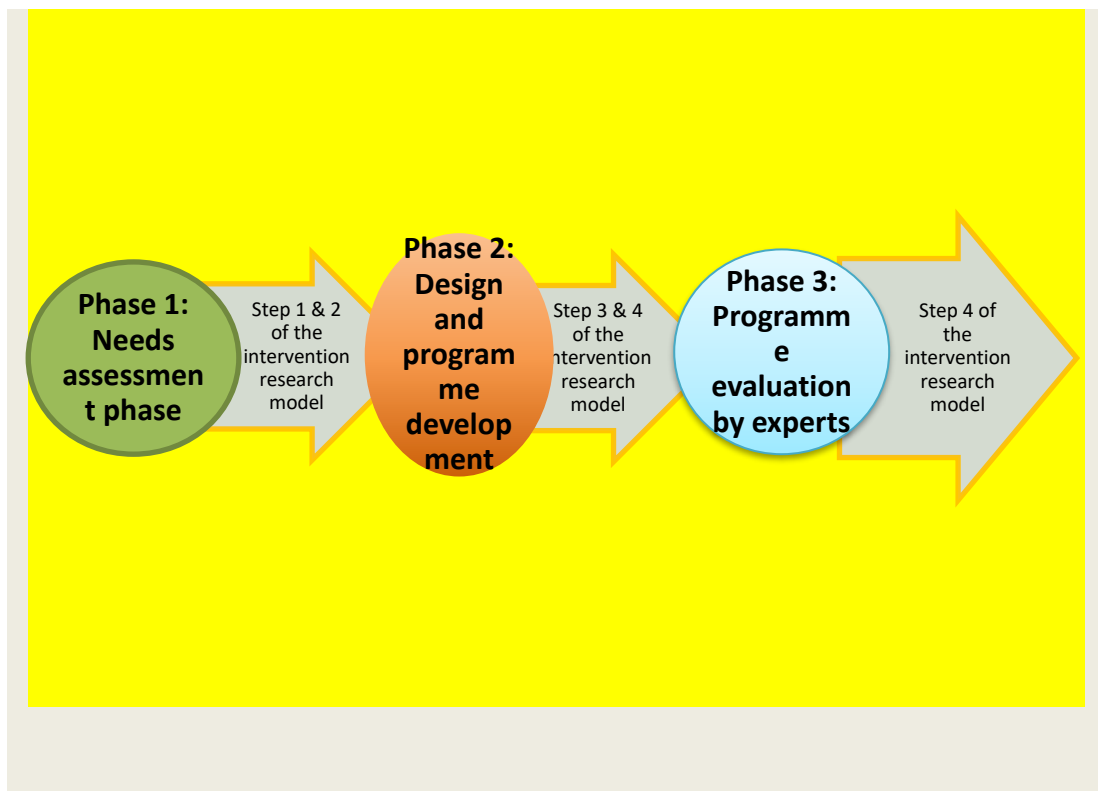 Phase 1:
Needs
assessmen
t phase
Step 1 & 2
of the
intervention
research
model
Phase 2:
Design
and
program
me
develop
ment
Step 3 & 4
of the
intervention
research
model
Phase 3:
Programm
e
evaluation
by experts
Step 4 of
the
intervention
research
model